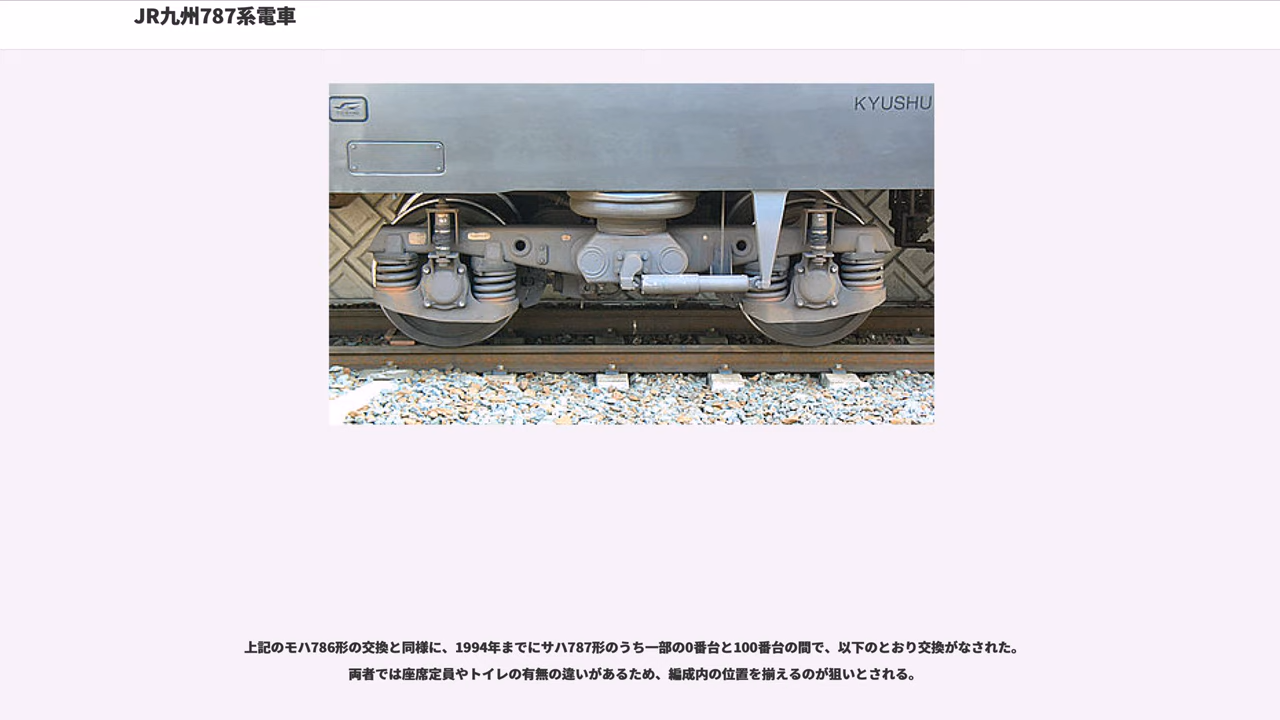 JR九州787系電車
KYUSHU
上記のモハ786形の交換と同様に、1994年までにサハ787形のうち一部の0番台と100番台の間で、以下のとおり交換がなされた。
両者では座席定員やトイレの有無の違いがあるため、編成内の位置を揃えるのが狙いとされる。